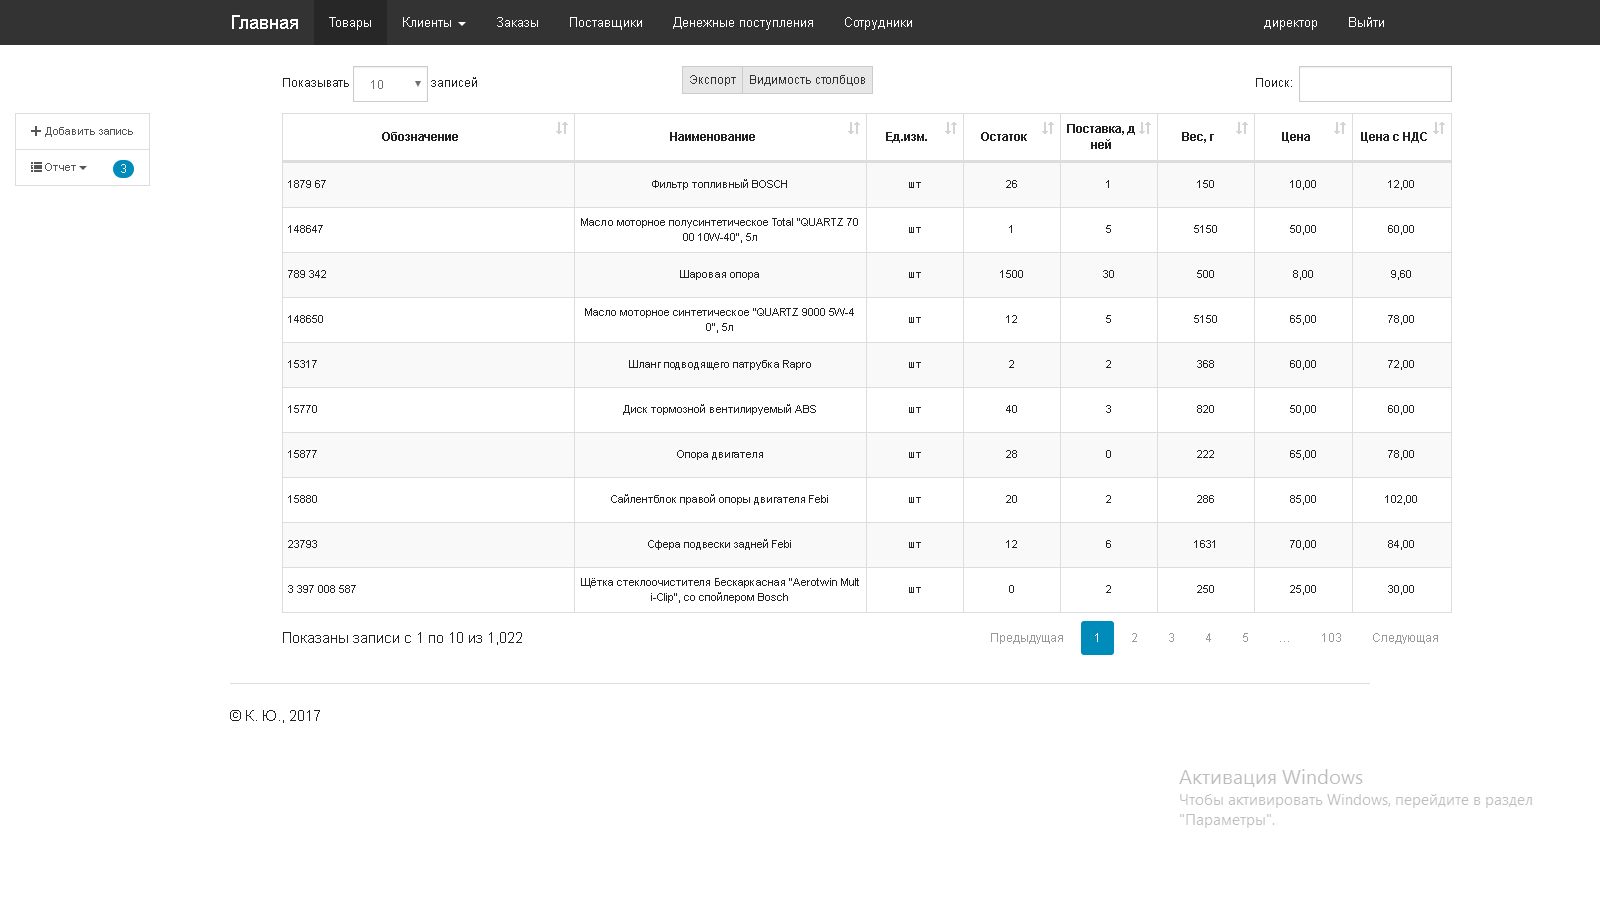 Главная Товары Клиенты Заказы Поставщики Денежные поступления Сотрудники директор Выйти
Показывать 10 записей Экспорт Видимость столбцов Поиск:
Добавить запись
Отчет 3
Обозначение Наименование Ед.изм. Остаток Поставка, д
ней Вес, г Цена Цена с НДС
1879 67 Фильтр топливный BOSCH шт 26 1 150 10,00 12,00
148647 Масло моторное полусинтетическое Total "QUARTZ 70
00 10W-40", 5л шт 1 5 5150 50,00 60,00
789 342 Шаровая опора шт 1500 30 500 8,00 9,60
148650 Масло моторное синтетическое "QUARTZ 9000 5W-4
0", 5л шт 12 5 5150 65,00 78,00
15317 Шланг подводящего патрубка Rapro шт 2 2 368 60,00 72,00
15770 Диск тормозной вентилируемый ABS шт 40 3 820 50,00 60,00
15877 Опора двигателя шт 28 0 222 65,00 78,00
15880 Сайлентблок правой опоры двигателя Febi шт 20 2 286 85,00 102,00
23793 Сфера подвески задней Febi шт 12 6 1631 70,00 84,00
3 397 008 587 Щётка стеклоочистителя Бескаркасная "Aerotwin Mult
i-Clip", со спойлером Bosch шт 0 2 250 25,00 30,00
Показаны записи с 1 по 10 из 1,022 Предыдущая 1 2 3 4 5 … 103 Следующая
© К. Ю., 2017
Активация Windows
Чтобы активировать Windows, перейдите в раздел
"Параметры".